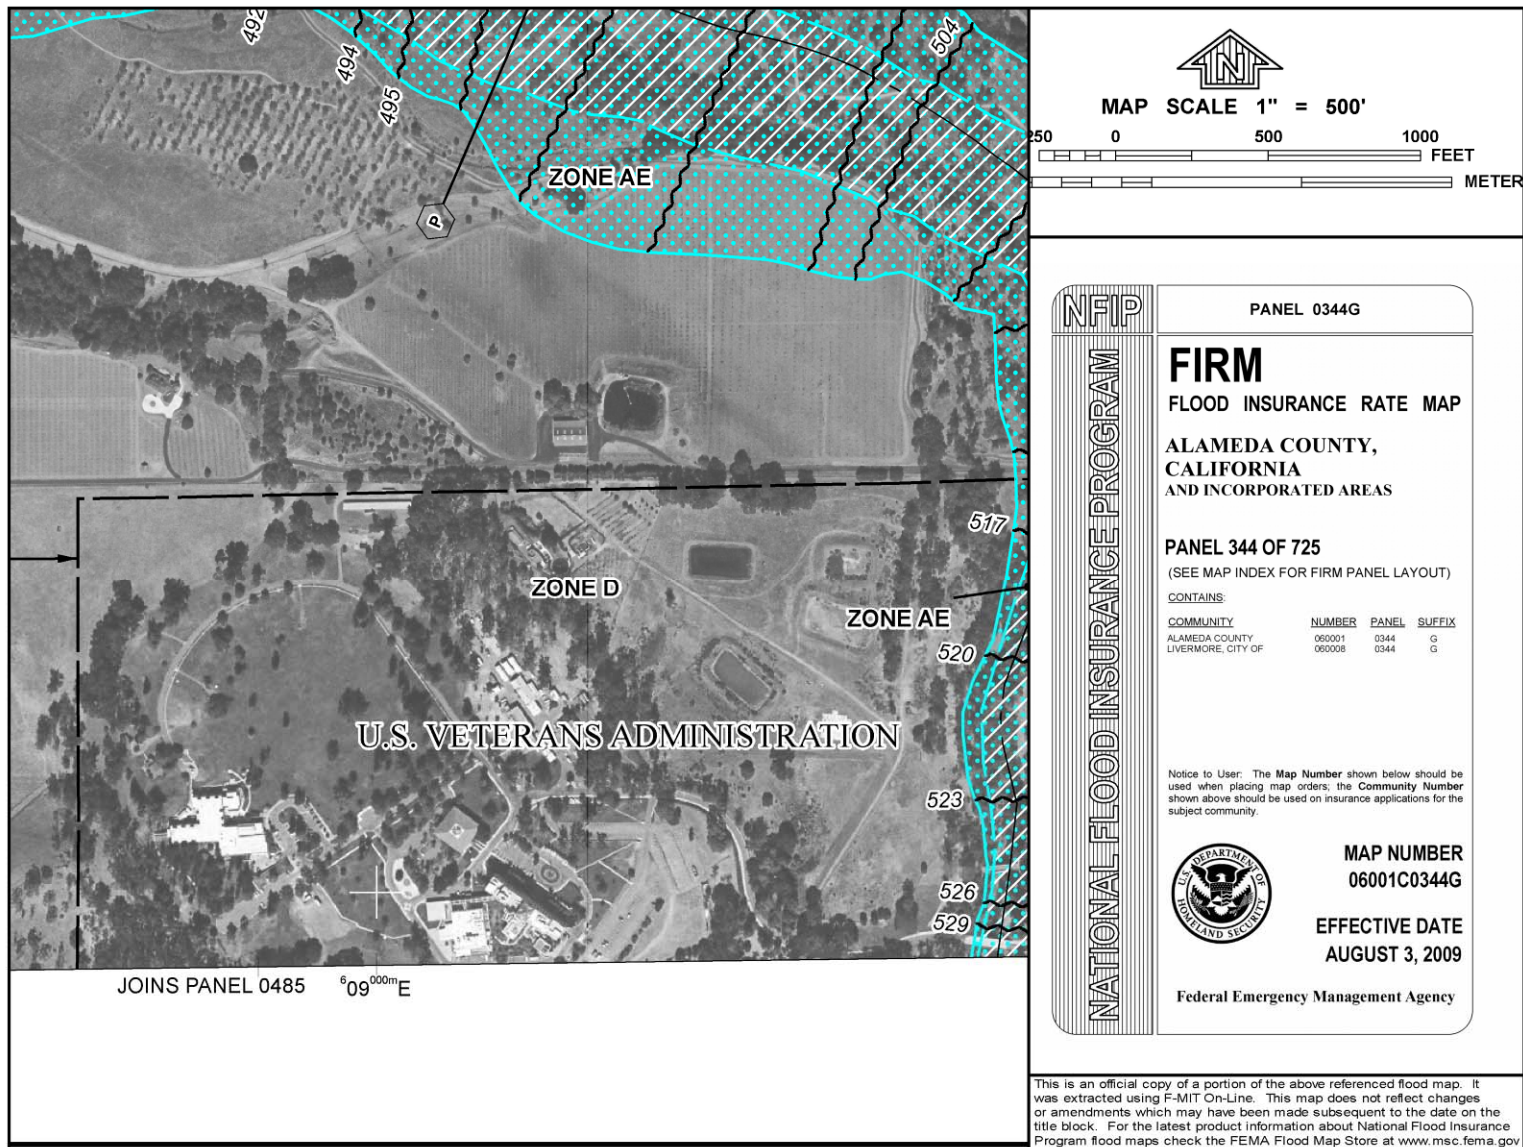 492
494
495
504
ZONE AE
P
ZONE D
517
ZONE AE
520
U.S. VETERANS ADMINISTRATION
523
526
529
JOINS PANEL 0485
6 09 000m E
N
MAP SCALE 1" = 500'
250 0 500 1000
FEET
METER
NFIP
PANEL 0344G
NATIONAL FLOOD INSURANCE PROGRAM
FIRM
FLOOD INSURANCE RATE MAP
ALAMEDA COUNTY,
CALIFORNIA
AND INCORPORATED AREAS
PANEL 344 OF 725
(SEE MAP INDEX FOR FIRM PANEL LAYOUT)
CONTAINS:
COMMUNITY NUMBER PANEL SUFFIX
ALAMEDA COUNTY 060001 0344 G
LIVERMORE, CITY OF 060008 0344 G
Notice to User: The Map Number shown below should be
used when placing map orders; the Community Number
shown above should be used on insurance applications for the
subject community.
U.S. DEPARTMENT OF
HOMELAND SECURITY
MAP NUMBER
06001C0344G
EFFECTIVE DATE
AUGUST 3, 2009
Federal Emergency Management Agency
This is an official copy of a portion of the above referenced flood map. It
was extracted using F-MIT On-Line. This map does not reflect changes
or amendments which may have been made subsequent to the date on the
title block. For the latest product information about National Flood Insurance
Program flood maps check the FEMA Flood Map Store at www.msc.fema.gov